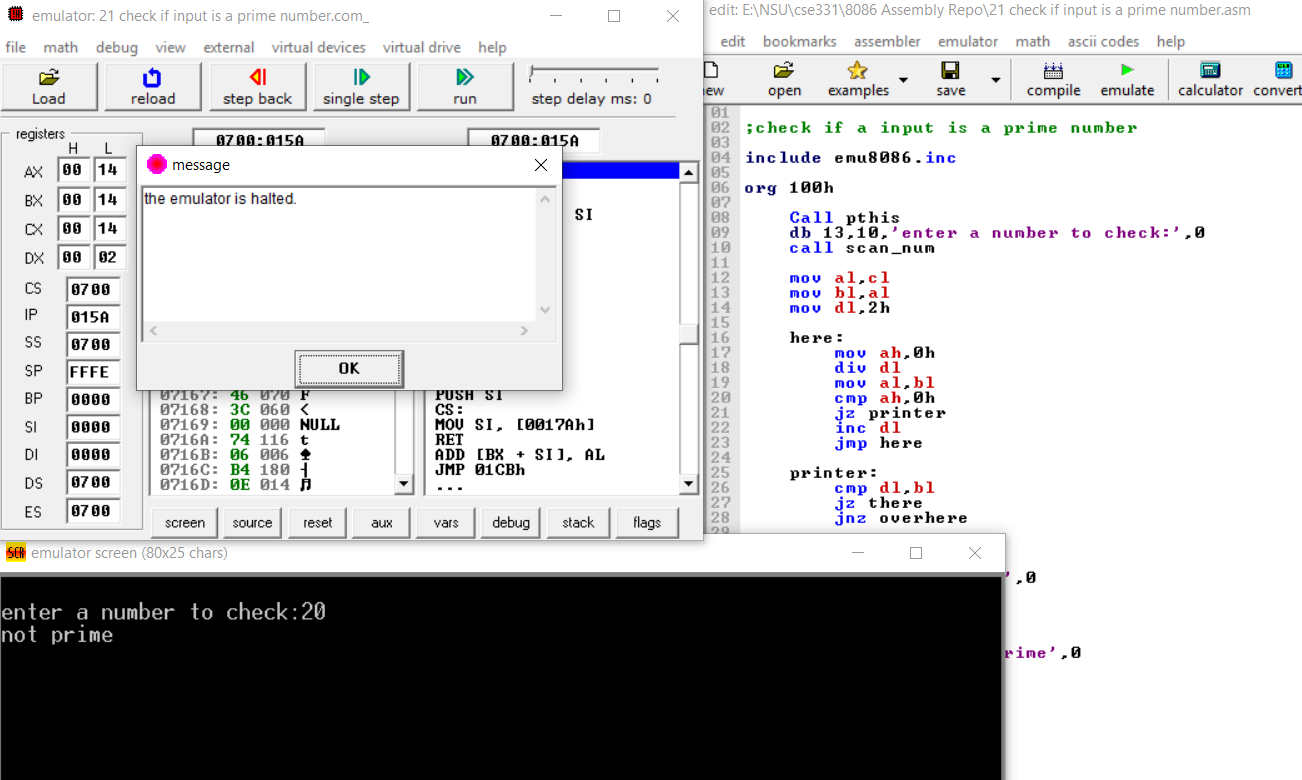 emulator: 21 check if input is a prime number.com_
file math debug view external virtual devices virtual drive help
Load reload step back single step run step delay ms: 0
registers
H L
AX 00 14
BX 00 14
CX 00 14
DX 00 02
CS 0700
IP 015A
SS 0700
SP FFFE
BP 0000
SI 0000
DI 0000
DS 0700
ES 0700
0700:015A 0700:015A
message
the emulator is halted.
OK
SI
07167: 46 070 F
07168: 3C 060 <
07169: 00 000 NULL
0716A: 74 116 t
0716B: 06 006 ♠
0716C: B4 180 ┤
0716D: 0E 014 ♬
PUSH SI
CS:
MOV SI, [0017Ah]
RET
ADD [BX + SI], AL
JMP 01CBh
...
screen source reset aux vars debug stack flags
edit: E:\NSU\cse331\8086 Assembly Repo\21 check if input is a prime number.asm
edit bookmarks assembler emulator math ascii codes help
open examples save compile emulate calculator
01
02 ;check if a input is a prime number
03
04 include emu8086.inc
05
06 org 100h
07
08 Call pthis
09 db 13,10,'enter a number to check:',0
10 call scan_num
11
12 mov al,cl
13 mov bl,al
14 mov dl,2h
15
16 here:
17 mov ah,0h
18 div dl
19 mov al,bl
20 cmp ah,0h
21 jz printer
22 inc dl
23 jmp here
24
25 printer:
26 cmp dl,bl
27 jz there
28 jnz overhere
29
',0
rime',0
SCR emulator screen (80x25 chars)
enter a number to check:20
not prime